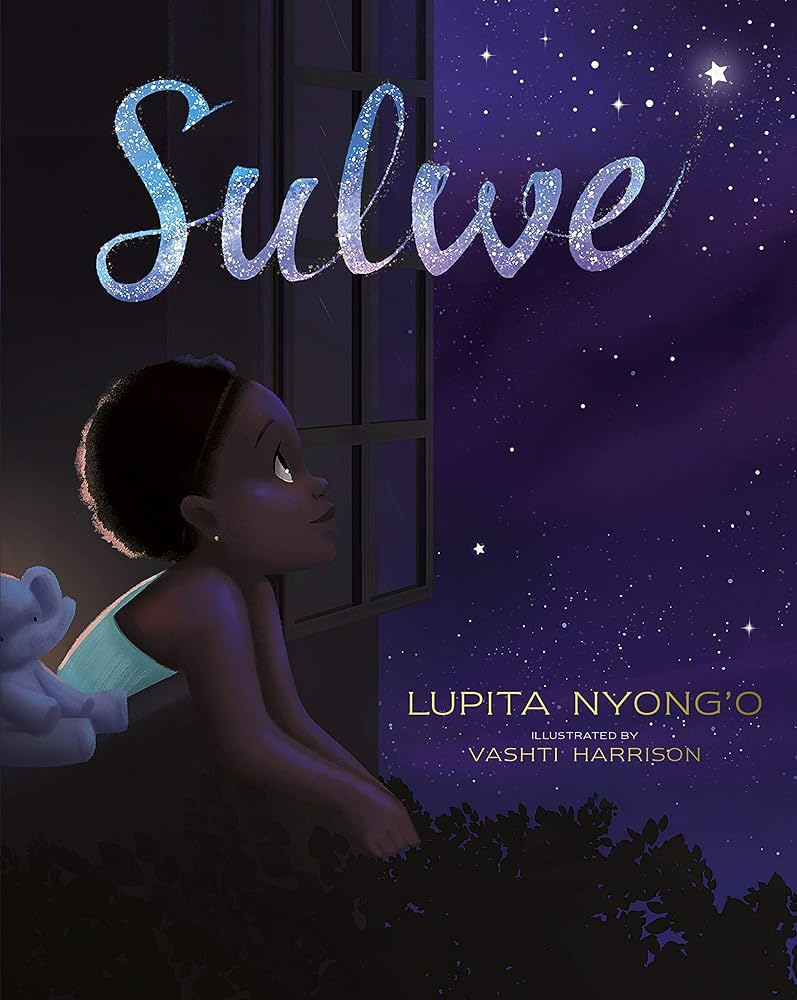 Sulwe
LUPITA NYONG'O
ILLUSTRATED BY
VASHTI HARRISON